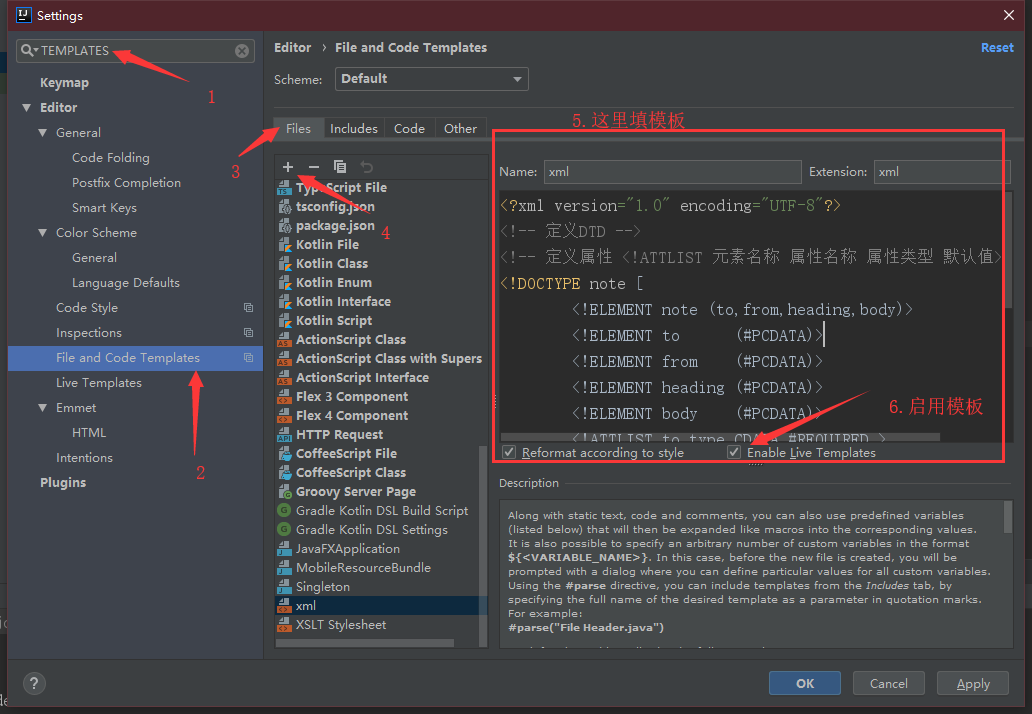 Settings
TEMPLATES
1
Keymap
Editor
General
Code Folding
Postfix Completion
Smart Keys
Color Scheme
General
Language Defaults
Code Style
Inspections
File and Code Templates
Live Templates
2
Emmet
HTML
Intentions
Plugins
Editor › File and Code Templates
Reset
Scheme: Default
3
Files Includes Code Other
4
TypeScript File
tsconfig.json
package.json
Kotlin File
Kotlin Class
Kotlin Enum
Kotlin Interface
Kotlin Script
ActionScript Class
ActionScript Class with Supers
ActionScript Interface
Flex 3 Component
Flex 4 Component
HTTP Request
CoffeeScript File
CoffeeScript Class
Groovy Server Page
Gradle Kotlin DSL Build Script
Gradle Kotlin DSL Settings
JavaFXApplication
MobileResourceBundle
Singleton
xml
XSLT Stylesheet
5.这里填模板
Name: xml Extension: xml
<?xml version="1.0" encoding="UTF-8"?>
<!-- 定义DTD -->
<!-- 定义属性 <!ATTLIST 元素名称 属性名称 属性类型 默认值>
<!DOCTYPE note [
<!ELEMENT note (to,from,heading,body)>
<!ELEMENT to (#PCDATA)>
<!ELEMENT from (#PCDATA)>
<!ELEMENT heading (#PCDATA)>
<!ELEMENT body (#PCDATA)>
<!ATTLIST to type CDATA #REQUIRED >
6.启用模板
Reformat according to style Enable Live Templates
Description
Along with static text, code and comments, you can also use predefined variables
(listed below) that will then be expanded like macros into the corresponding values.
It is also possible to specify an arbitrary number of custom variables in the format
${<VARIABLE_NAME>}. In this case, before the new file is created, you will be
prompted with a dialog where you can define particular values for all custom variables.
Using the #parse directive, you can include templates from the Includes tab, by
specifying the full name of the desired template as a parameter in quotation marks.
For example:
#parse("File Header.java")
?
OK Cancel Apply